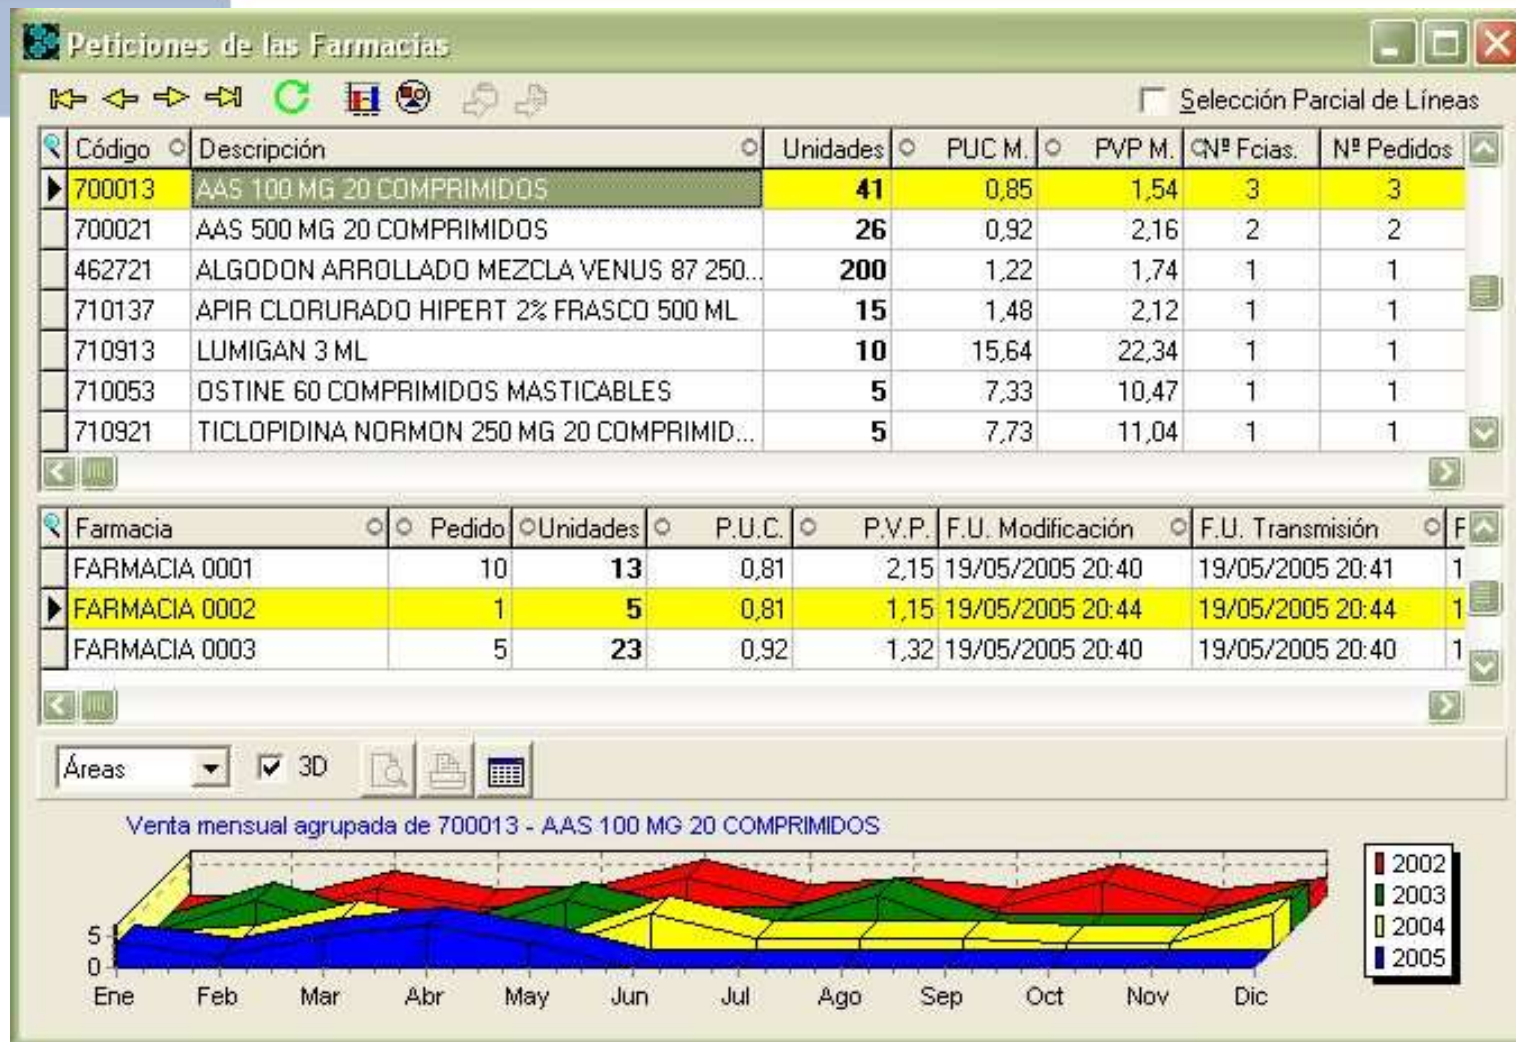 Peticiones de las Farmacias
Selección Parcial de Líneas
Código Descripción Unidades PUC M. PVP M. Nº Fcias. Nº Pedidos
700013 AAS 100 MG 20 COMPRIMIDOS 41 0,85 1,54 3 3
700021 AAS 500 MG 20 COMPRIMIDOS 26 0,92 2,16 2 2
462721 ALGODON ARROLLADO MEZCLA VENUS 87 250... 200 1,22 1,74 1 1
710137 APIR CLORURADO HIPERT 2% FRASCO 500 ML 15 1,48 2,12 1 1
710913 LUMIGAN 3 ML 10 15,64 22,34 1 1
710053 OSTINE 60 COMPRIMIDOS MASTICABLES 5 7,33 10,47 1 1
710921 TICLOPIDINA NORMON 250 MG 20 COMPRIMID... 5 7,73 11,04 1 1
Farmacia Pedido Unidades P.U.C. P.V.P. F.U. Modificación F.U. Transmisión F
FARMACIA 0001 10 13 0,81 2,15 19/05/2005 20:40 19/05/2005 20:41 1
FARMACIA 0002 1 5 0,81 1,15 19/05/2005 20:44 19/05/2005 20:44 1
FARMACIA 0003 5 23 0,92 1,32 19/05/2005 20:40 19/05/2005 20:40 1
Áreas 3D
Venta mensual agrupada de 700013 - AAS 100 MG 20 COMPRIMIDOS
2002
2003
2004
2005
5
0
Ene Feb Mar Abr May Jun Jul Ago Sep Oct Nov Dic